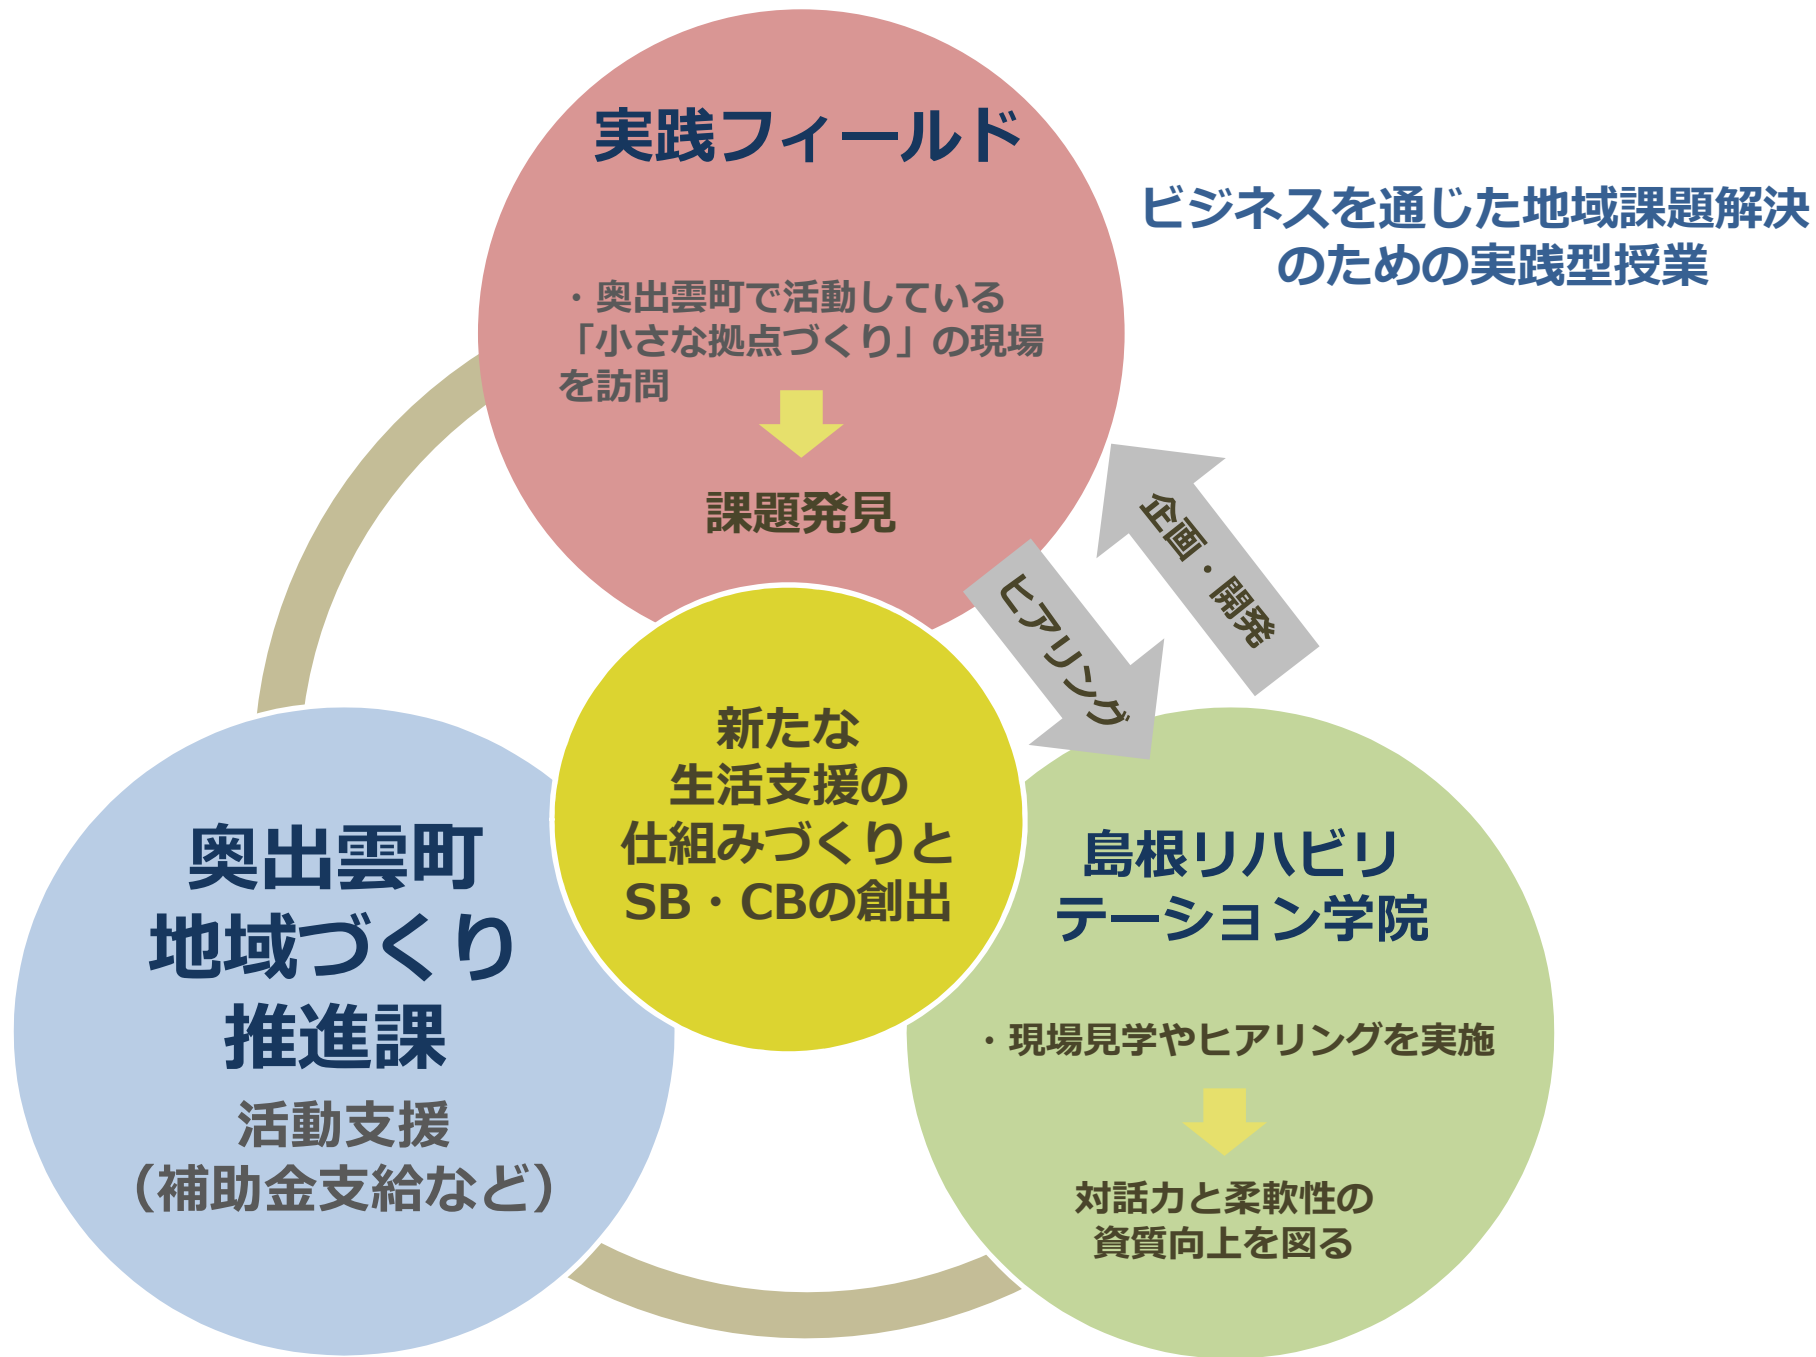 実践フィールド
・奥出雲町で活動している
「小さな拠点づくり」の現場
を訪問
課題発見
ビジネスを通じた地域課題解決
のための実践型授業
企画・開発
ヒアリング
新たな
生活支援の
仕組みづくりと
SB・CBの創出
奥出雲町
地域づくり
推進課
活動支援
（補助金支給など）
島根リハビリ
テーション学院
・現場見学やヒアリングを実施
対話力と柔軟性の
資質向上を図る